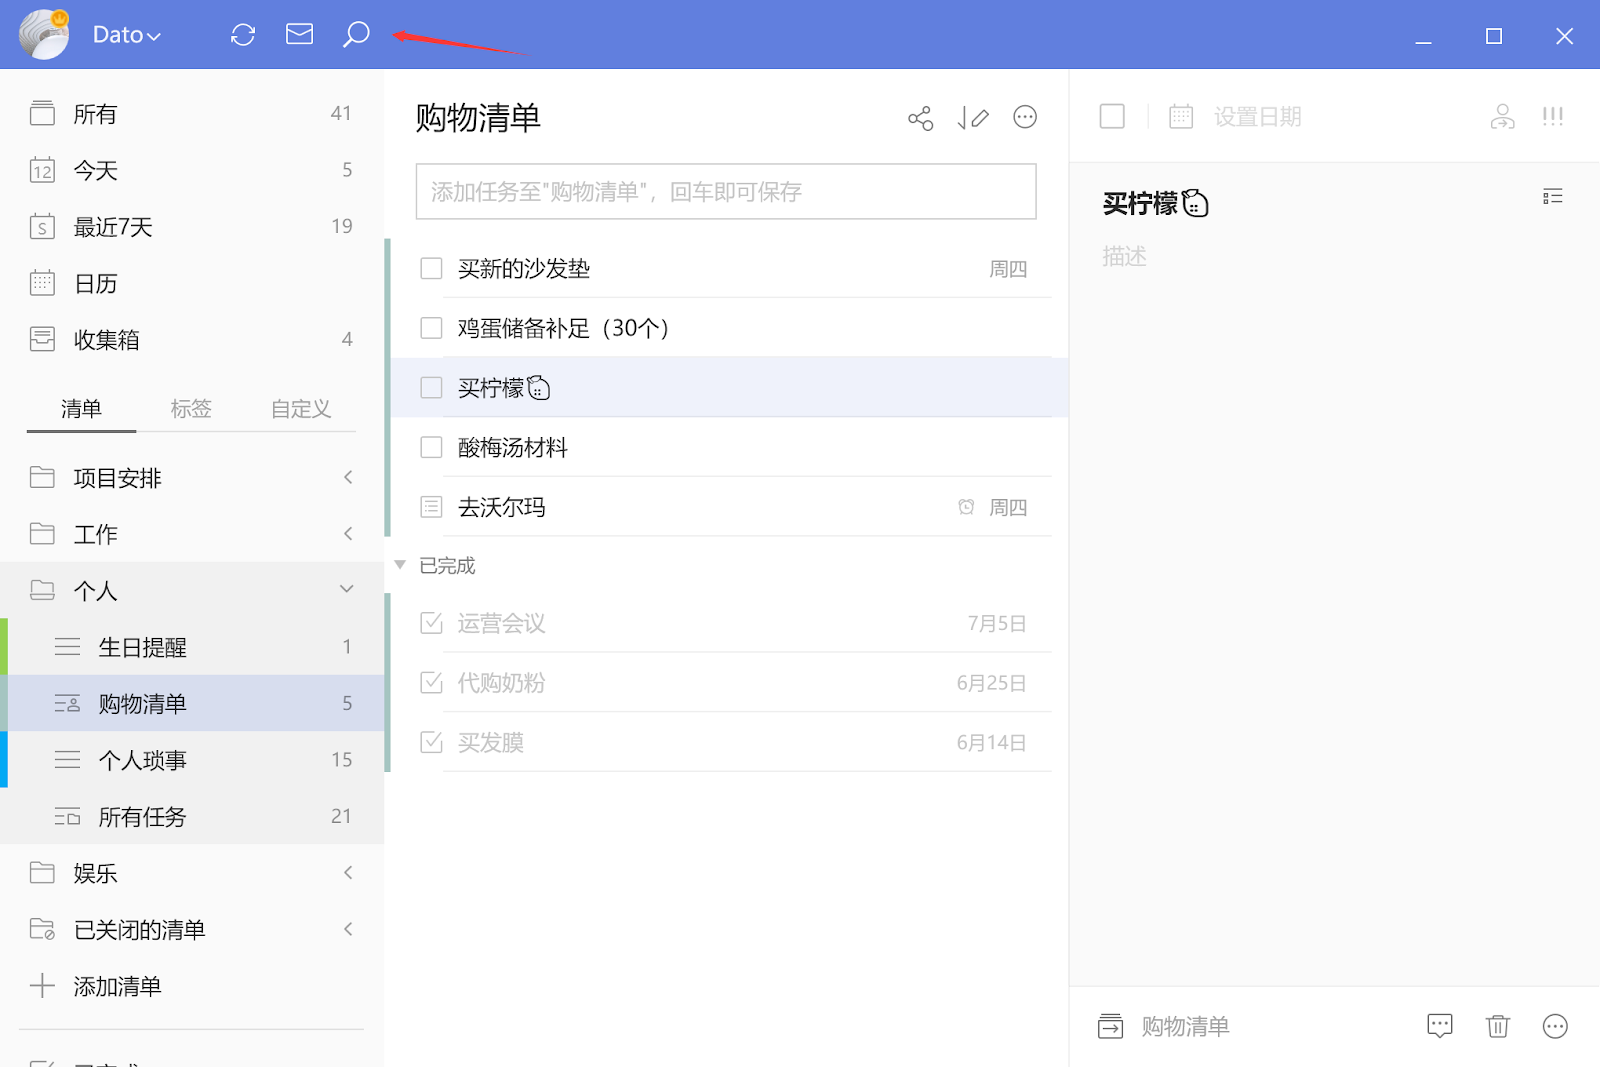 Dato
所有 41
12 今天 5
S 最近7天 19
日历
收集箱 4
清单 标签 自定义
项目安排
工作
个人
生日提醒 1
购物清单 5
个人琐事 15
所有任务 21
娱乐
已关闭的清单
添加清单
购物清单
添加任务至"购物清单"，回车即可保存
买新的沙发垫 周四
鸡蛋储备补足（30个）
买柠檬
酸梅汤材料
去沃尔玛 周四
已完成
运营会议 7月5日
代购奶粉 6月25日
买发膜 6月14日
设置日期 !!!
买柠檬
描述
购物清单